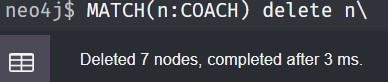 neo4j$ MATCH(n:COACH) delete n\
Deleted 7 nodes, completed after 3 ms.